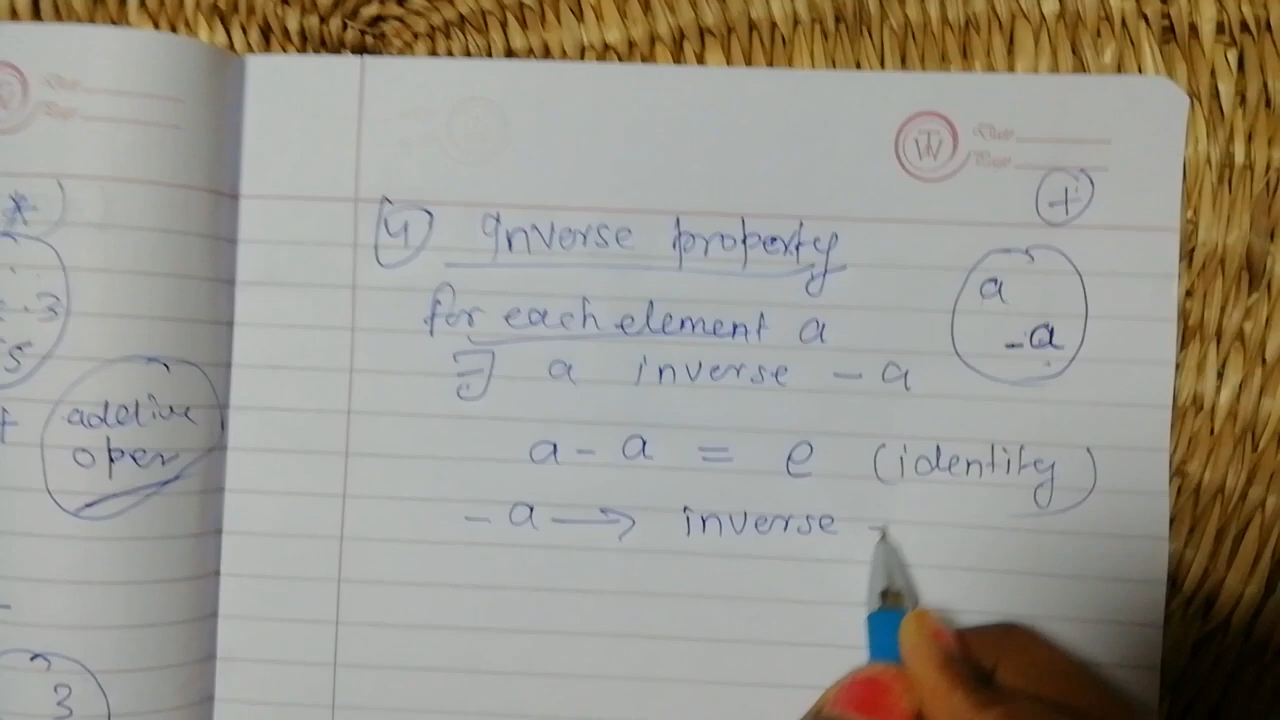 *)
3
5
additive
oper
3
+
(4) Inverse property
for each element a
∃ a inverse - a
a
-a
a - a = e (identity)
- a → inverse